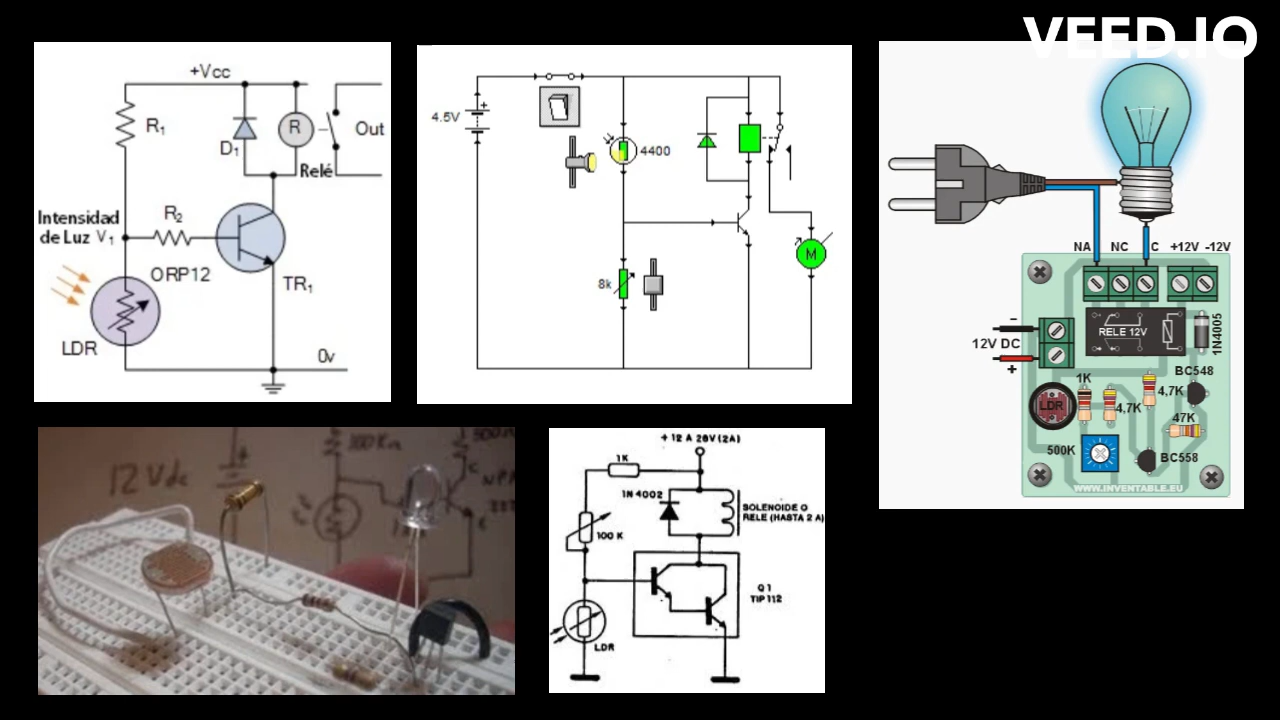 VEED.IO
+Vcc
R1
D1
R
Out
Relé
Intensidad
de Luz V1
R2
ORP12
TR1
LDR
0v
4.5V
4400
8k
M
NA NC C +12V -12V
RELE 12V
1N4005
12V DC
- 
+
BC548
1K
LDR
4,7K
4,7K
47K
500K
BC558
WWW.INVENTABLE.EU
12 Vdc
+ 12 A 28V (2A)
1K
1N 4002
SOLENOIDE O
RELE (HASTA 2 A)
100 K
Q1
TIP 112
LDR